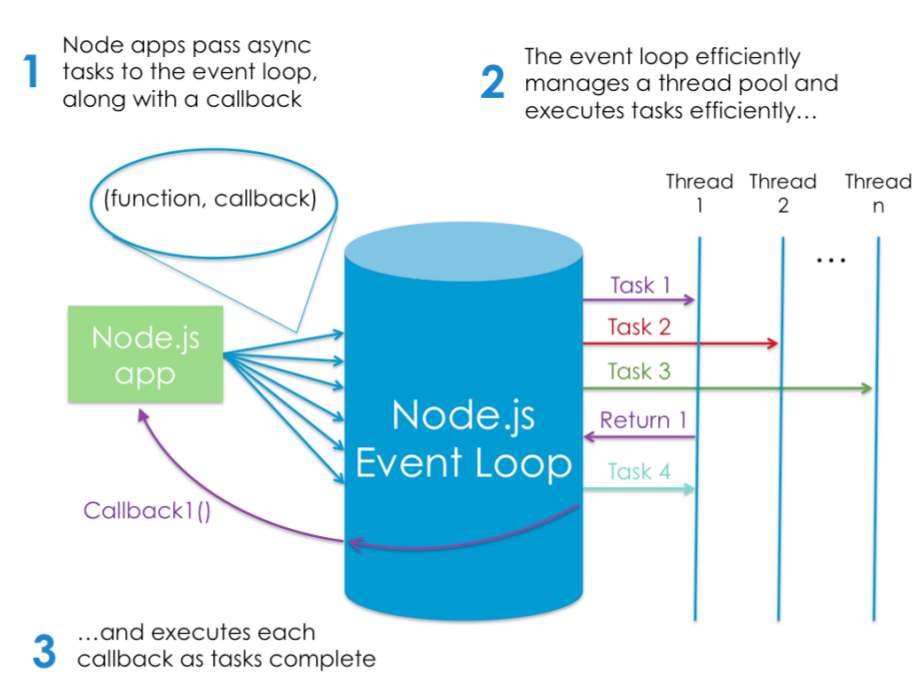 1
Node apps pass async
tasks to the event loop,
along with a callback
2
The event loop efficiently
manages a thread pool and
executes tasks efficiently…
(function, callback)
Thread
1
Thread
2
…
Thread
n
Node.js
app
Node.js
Event Loop
Task 1
Task 2
Task 3
Return 1
Task 4
Callback1()
3
…and executes each
callback as tasks complete